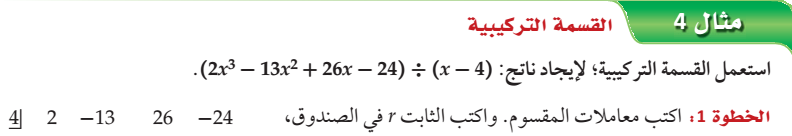 مثال 4 القسمة التركيبية
استعمل القسمة التركيبية؛ لإيجاد ناتج: (2x³ − 13x² + 26x − 24) ÷ (x − 4).
الخطوة 1: اكتب معاملات المقسوم. واكتب الثابت r في الصندوق، 4| 2 −13 26 −24